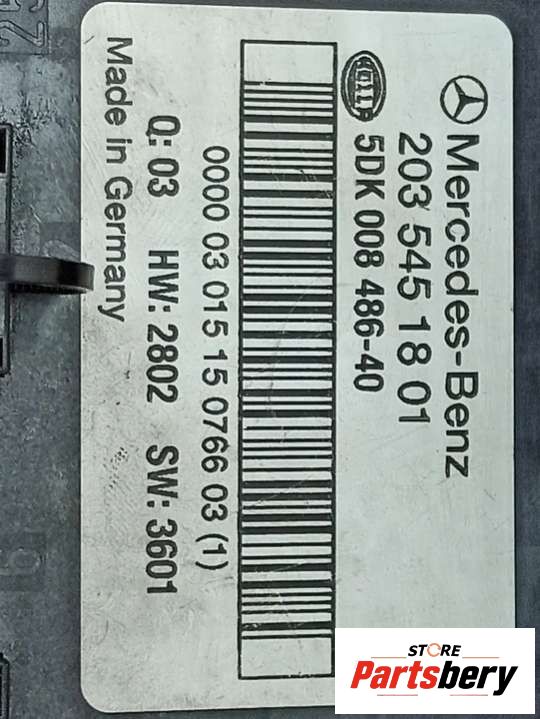 Mercedes-Benz
203 545 18 01
HELLA 5DK 008 486-40
0000 03 015 15 0766 03 (1)
Q: 03 HW: 2802 SW: 3601
Made in Germany
STORE
Partsbery